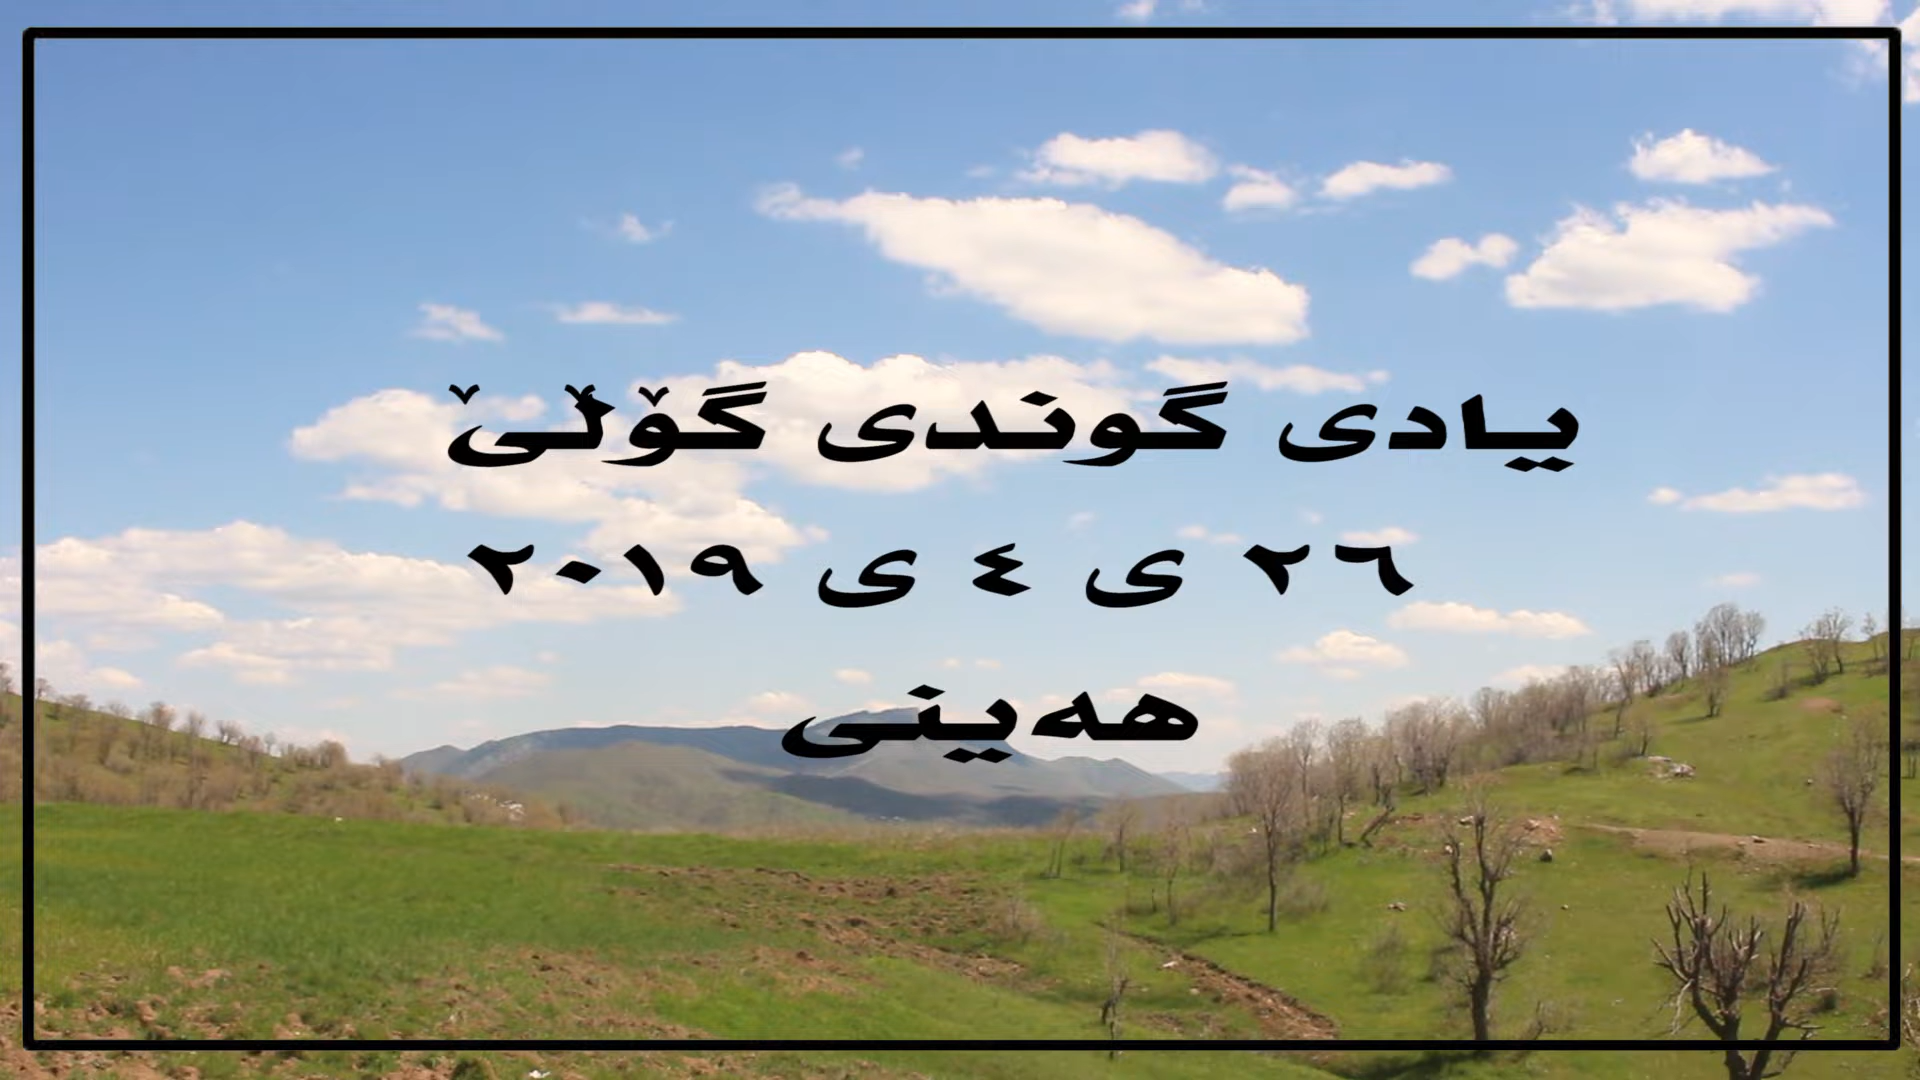 یادی گوندی گۆڵێ
٢٦ ی ٤ ی ٢٠١٩
هەینی